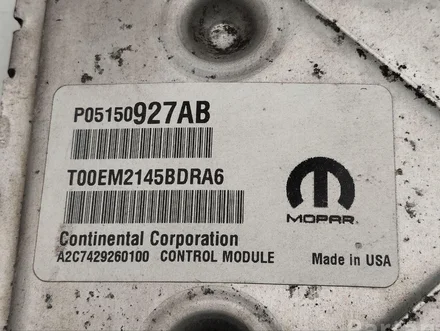 P05150927AB
T00EM2145BDRA6
MOPAR
Continental Corporation
A2C7429260100 CONTROL MODULE Made in USA